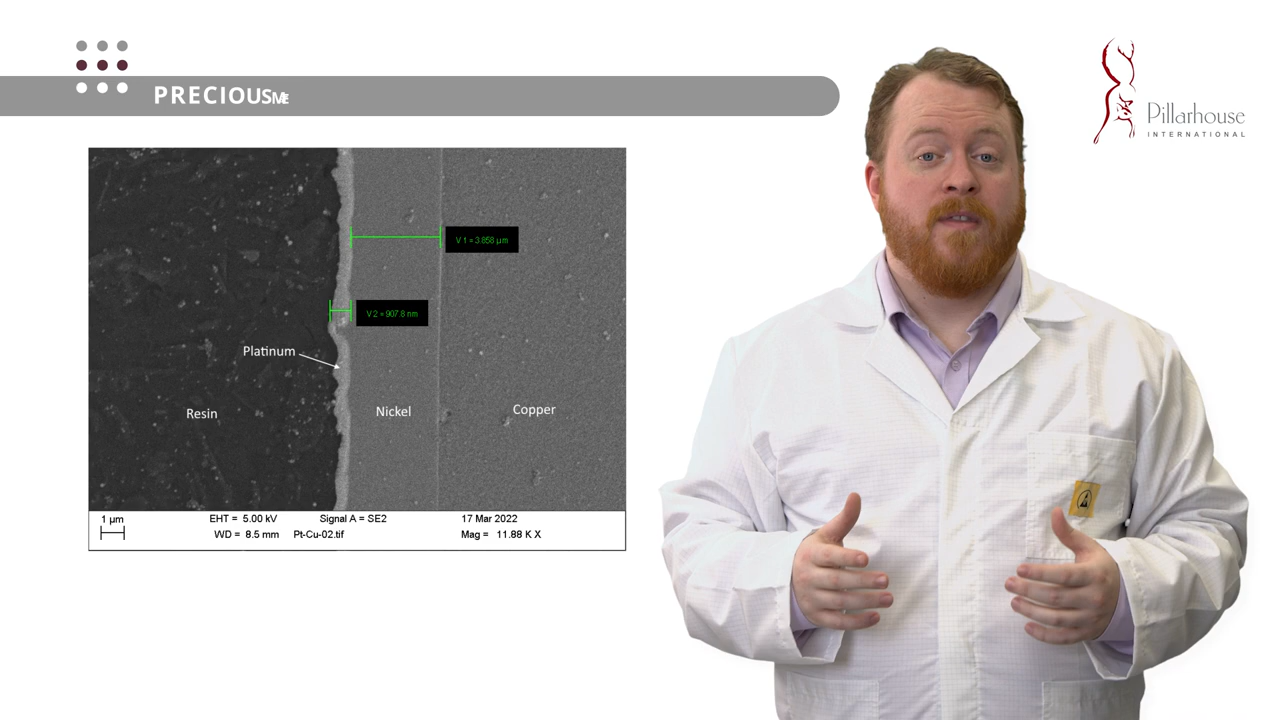 PRECIOUS
Pillarhouse
INTERNATIONAL
V 1 = 3.858 µm
V 2 = 907.8 nm
Platinum
Resin
Nickel
Copper
1 µm
EHT = 5.00 kV
Signal A = SE2
17 Mar 2022
WD = 8.5 mm
Pt-Cu-02.tif
Mag = 11.88 K X